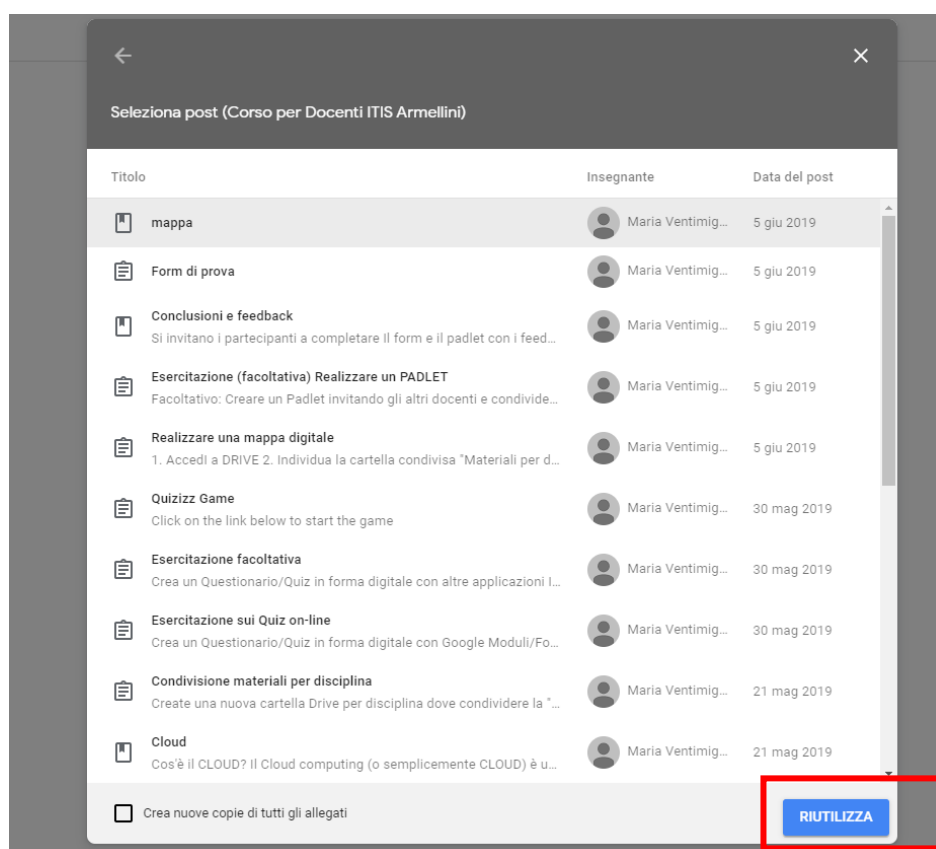 Seleziona post (Corso per Docenti ITIS Armellini)
Titolo Insegnante Data del post
mappa Maria Ventimig... 5 giu 2019
Form di prova Maria Ventimig... 5 giu 2019
Conclusioni e feedback
Si invitano i partecipanti a completare Il form e il padlet con i feed... Maria Ventimig... 5 giu 2019
Esercitazione (facoltativa) Realizzare un PADLET
Facoltativo: Creare un Padlet invitando gli altri docenti e condivide... Maria Ventimig... 5 giu 2019
Realizzare una mappa digitale
1. AccedI a DRIVE 2. Individua la cartella condivisa "Materiali per d... Maria Ventimig... 5 giu 2019
Quizizz Game
Click on the link below to start the game Maria Ventimig... 30 mag 2019
Esercitazione facoltativa
Crea un Questionario/Quiz in forma digitale con altre applicazioni I... Maria Ventimig... 30 mag 2019
Esercitazione sui Quiz on-line
Crea un Questionario/Quiz in forma digitale con Google Moduli/Fo... Maria Ventimig... 30 mag 2019
Condivisione materiali per disciplina
Create una nuova cartella Drive per disciplina dove condividere la "... Maria Ventimig... 21 mag 2019
Cloud
Cos'è il CLOUD? Il Cloud computing (o semplicemente CLOUD) è u... Maria Ventimig... 21 mag 2019
Crea nuove copie di tutti gli allegati RIUTILIZZA